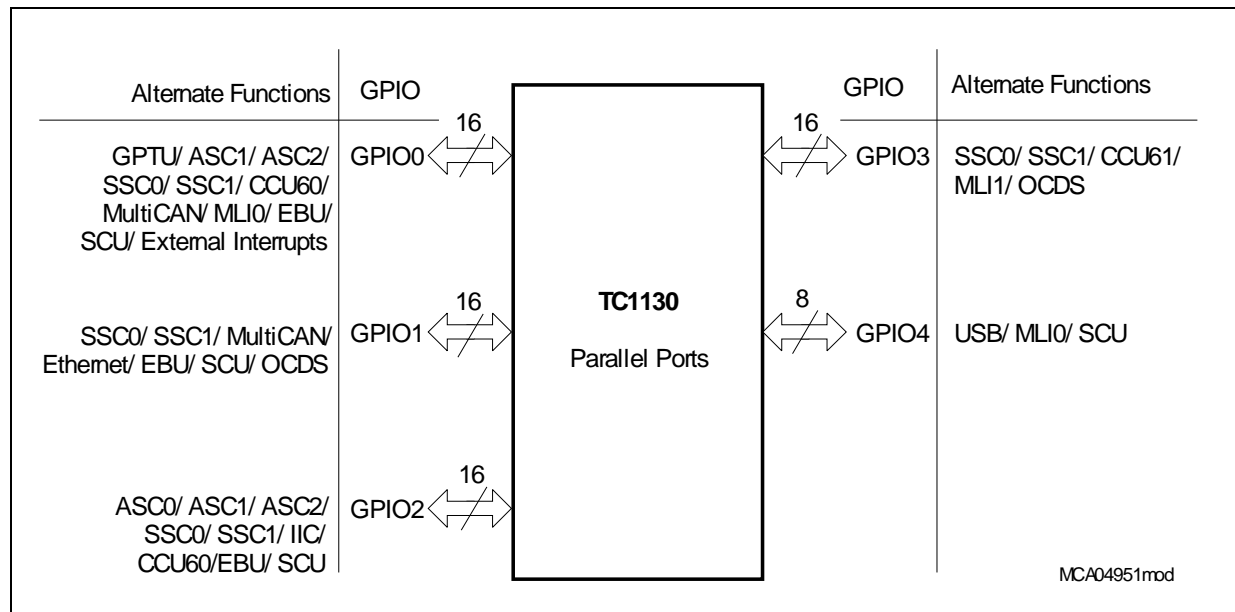 Alternate Functions
GPIO
GPIO
Alternate Functions
16
16
GPTU/ ASC1/ ASC2/
SSC0/ SSC1/ CCU60/
MultiCAN/ MLI0/ EBU/
SCU/ External Interrupts
GPIO0
GPIO3
SSC0/ SSC1/ CCU61/
MLI1/ OCDS
16
TC1130
8
SSC0/ SSC1/ MultiCAN/
Ethernet/ EBU/ SCU/ OCDS
GPIO1
Parallel Ports
GPIO4
USB/ MLI0/ SCU
16
ASC0/ ASC1/ ASC2/
SSC0/ SSC1/ IIC/
CCU60/EBU/ SCU
GPIO2
MCA04951mod